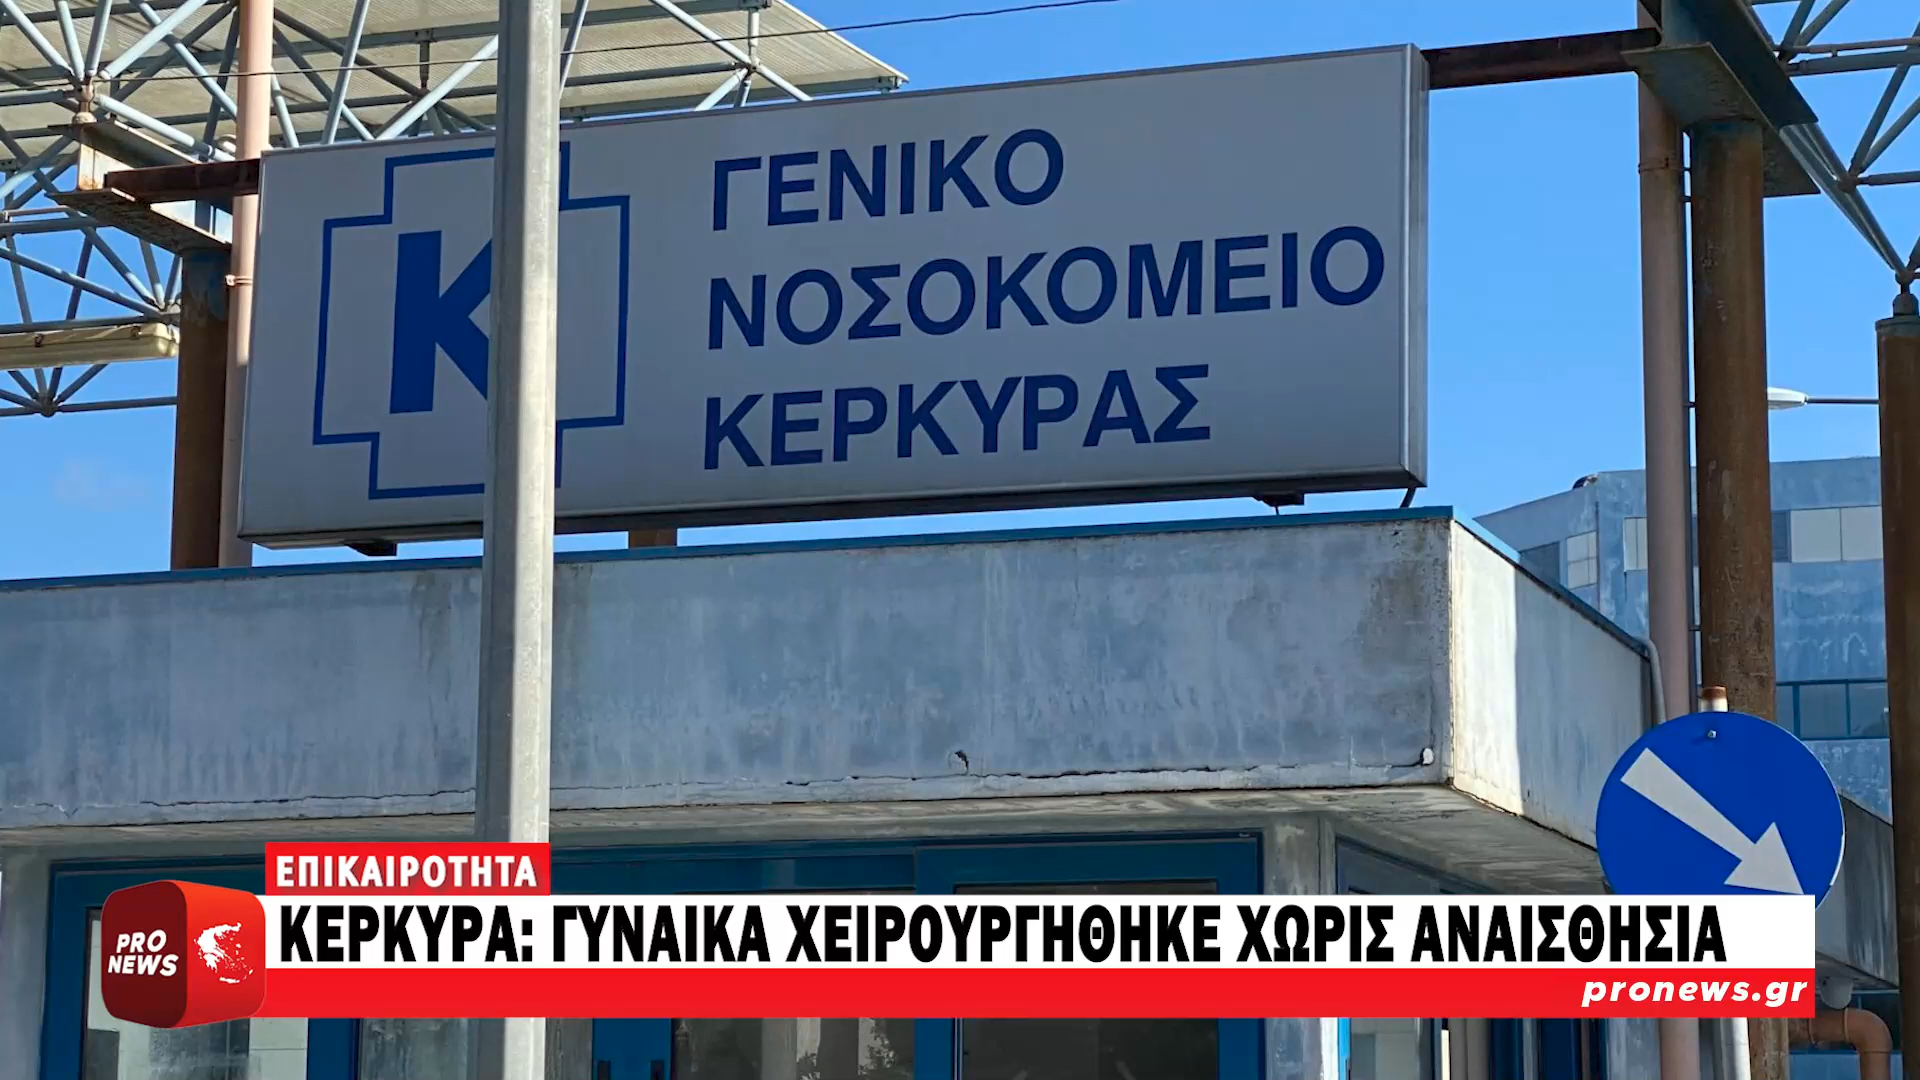 K
ΓΕΝΙΚΟ
ΝΟΣΟΚΟΜΕΙΟ
ΚΕΡΚΥΡΑΣ
ΕΠΙΚΑΙΡΟΤΗΤΑ
PRO
NEWS
ΚΕΡΚΥΡΑ: ΓΥΝΑΙΚΑ ΧΕΙΡΟΥΡΓΗΘΗΚΕ ΧΩΡΙΣ ΑΝΑΙΣΘΗΣΙΑ
pronews.gr